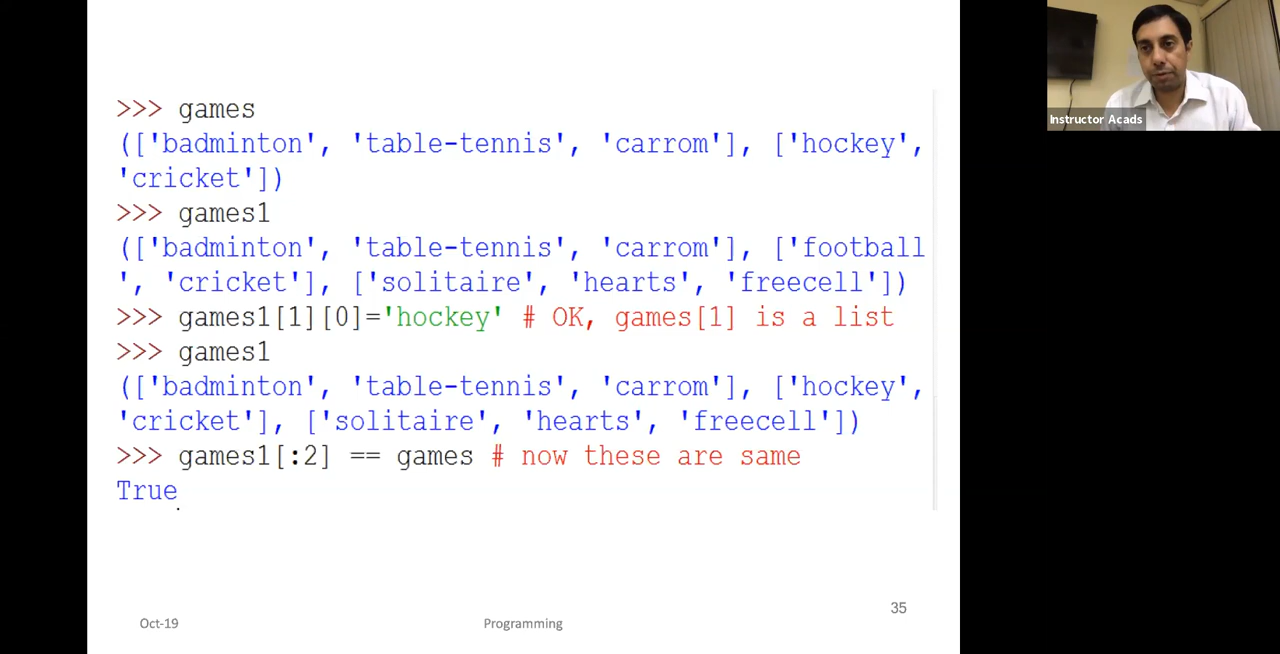 >>> games
(['badminton', 'table-tennis', 'carrom'], ['hockey',
'cricket'])
>>> games1
(['badminton', 'table-tennis', 'carrom'], ['football
', 'cricket'], ['solitaire', 'hearts', 'freecell'])
>>> games1[1][0]='hockey' # OK, games[1] is a list
>>> games1
(['badminton', 'table-tennis', 'carrom'], ['hockey',
'cricket'], ['solitaire', 'hearts', 'freecell'])
>>> games1[:2] == games # now these are same
True
Instructor Acads
35
Oct-19
Programming